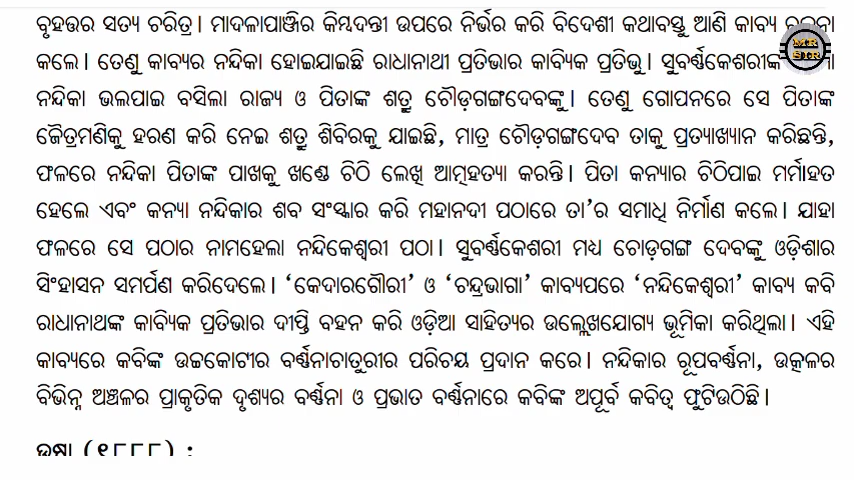 ବୃହତ୍ତର ସତ୍ୟ ଚରିତ୍ର। ମାଦଳାପାଞ୍ଜିର କିମ୍ବଦନ୍ତୀ ଉପରେ ନିର୍ଭର କରି ବିଦେଶୀ କଥାବସ୍ତୁ ଆଣି କାବ୍ୟ ରଚନା
କଲେ। ତେଣୁ କାବ୍ୟର ନନ୍ଦିକା ହୋଇଯାଇଛି ରାଧାନାଥୀ ପ୍ରତିଭାର କାବ୍ୟିକ ପ୍ରତିଭୁ। ସୁବର୍ଣ୍ଣକେଶରୀଙ୍କ
ନନ୍ଦିକା ଭଲପାଇ ବସିଲା ରାଜ୍ୟ ଓ ପିତାଙ୍କ ଶତ୍ରୁ ଚୌଡ଼ଗଙ୍ଗଦେବଙ୍କୁ। ତେଣୁ ଗୋପନରେ ସେ ପିତାଙ୍କ
ଜୈତ୍ରମଣିକୁ ହରଣ କରି ନେଇ ଶତ୍ରୁ ଶିବିରକୁ ଯାଇଛି, ମାତ୍ର ଚୌଡ଼ଗଙ୍ଗଦେବ ତାକୁ ପ୍ରତ୍ୟାଖ୍ୟାନ କରିଛନ୍ତି,
ଫଳରେ ନନ୍ଦିକା ପିତାଙ୍କ ପାଖକୁ ଖଣ୍ଡେ ଚିଠି ଲେଖି ଆତ୍ମହତ୍ୟା କରନ୍ତି। ପିତା କନ୍ୟାର ଚିଠିପାଇ ମର୍ମାହତ
ହେଲେ ଏବଂ କନ୍ୟା ନନ୍ଦିକାର ଶବ ସଂସ୍କାର କରି ମହାନଦୀ ପଠାରେ ତା’ର ସମାଧି ନିର୍ମାଣ କଲେ। ଯାହା
ଫଳରେ ସେ ପଠାର ନାମହେଲା ନନ୍ଦିକେଶ୍ୱରୀ ପଠା। ସୁବର୍ଣ୍ଣକେଶରୀ ମଧ୍ୟ ଚୋଡ଼ଗଙ୍ଗ ଦେବଙ୍କୁ ଓଡ଼ିଶାର
ସିଂହାସନ ସମର୍ପଣ କରିଦେଲେ। ‘କେଦାରଗୌରୀ’ ଓ ‘ଚନ୍ଦ୍ରଭାଗା’ କାବ୍ୟପରେ ‘ନନ୍ଦିକେଶ୍ୱରୀ’ କାବ୍ୟ କବି
ରାଧାନାଥଙ୍କ କାବ୍ୟିକ ପ୍ରତିଭାର ଦୀପ୍ତି ବହନ କରି ଓଡ଼ିଆ ସାହିତ୍ୟର ଉଲ୍ଲେଖଯୋଗ୍ୟ ଭୂମିକା କରିଥିଲା। ଏହି
କାବ୍ୟରେ କବିଙ୍କ ଉଚ୍ଚକୋଟୀର ବର୍ଣ୍ଣନାଚାତୁରୀର ପରିଚୟ ପ୍ରଦାନ କରେ। ନନ୍ଦିକାର ରୂପବର୍ଣ୍ଣନା, ଉତ୍କଳର
ବିଭିନ୍ନ ଅଞ୍ଚଳର ପ୍ରାକୃତିକ ଦୃଶ୍ୟର ବର୍ଣ୍ଣନା ଓ ପ୍ରଭାତ ବର୍ଣ୍ଣନାରେ କବିଙ୍କ ଅପୂର୍ବ କବିତ୍ୱ ଫୁଟିଉଠିଛି।
ଉଷା (୧୮୮୮) :
MR
SIR